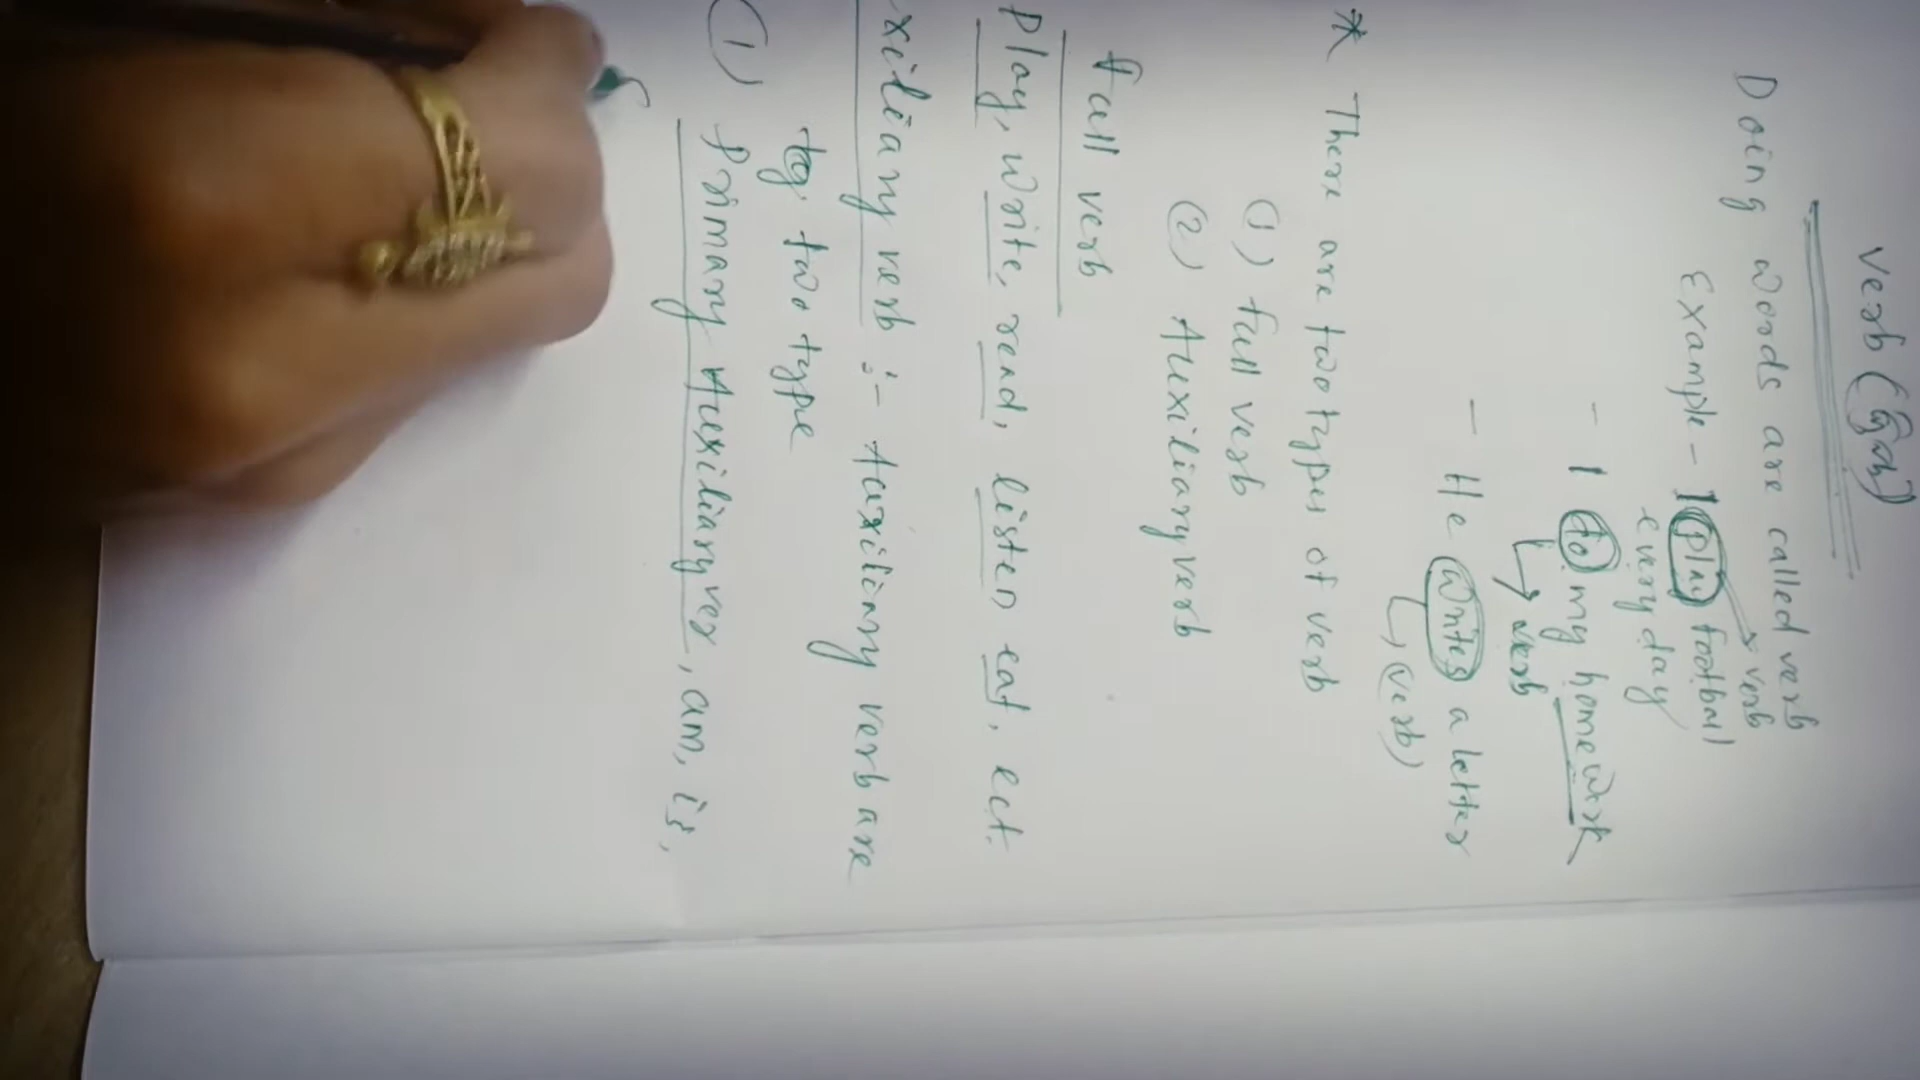 verb (क्रिया)
Doing words are called verb
Example - I play football
verb
every day
- I do my homework
verb
- He writes a letter
(verb)
* There are two types of verb
(1) full verb
(2) Auxiliary verb
full verb
play, write, read, listen eat, ect.
xiliary verb :- Auxiliary verb are
two type
(1) Primary Auxiliary ver, am, is,